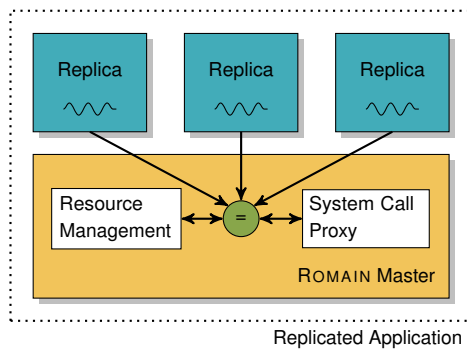 Replica Replica Replica
Resource System Call
Management = Proxy
ROMAIN Master
Replicated Application